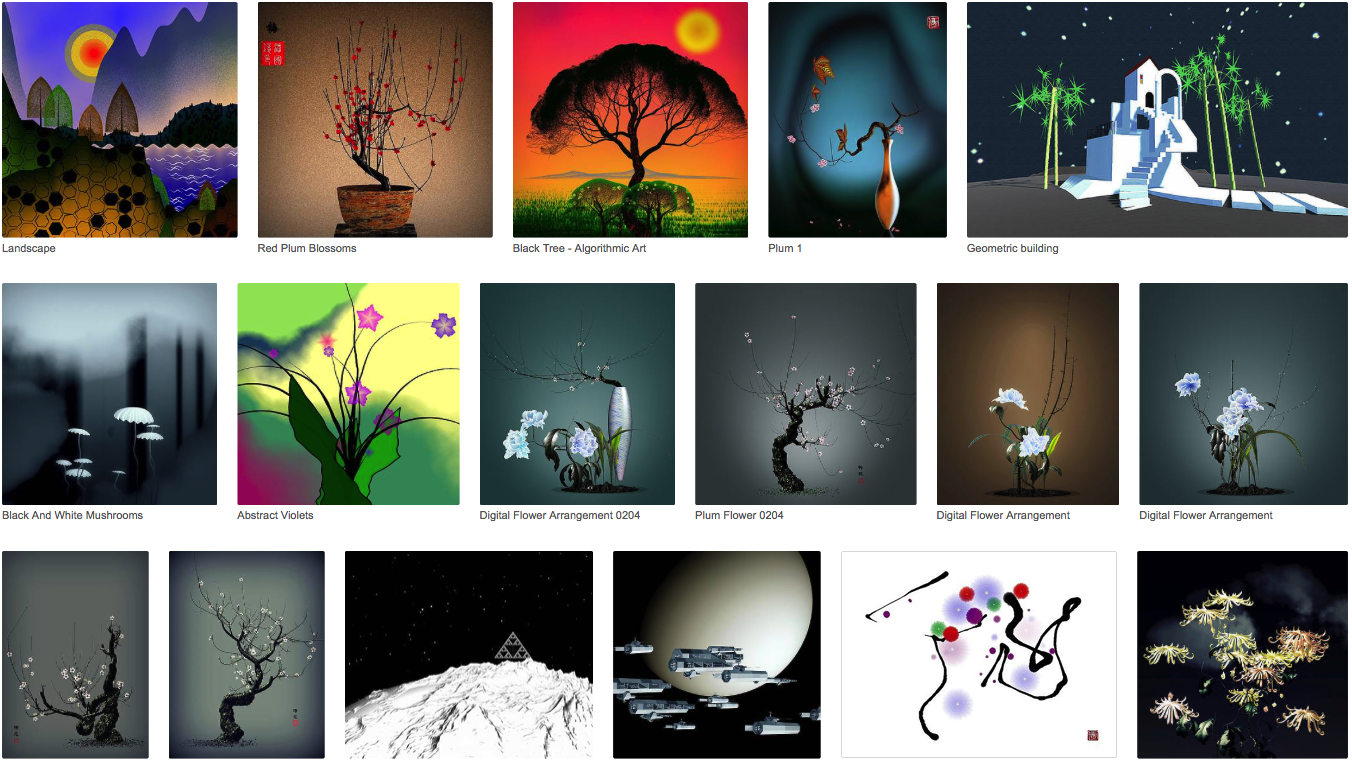 Landscape
Red Plum Blossoms
Black Tree - Algorithmic Art
Plum 1
Geometric building
Black And White Mushrooms
Abstract Violets
Digital Flower Arrangement 0204
Plum Flower 0204
Digital Flower Arrangement
Digital Flower Arrangement